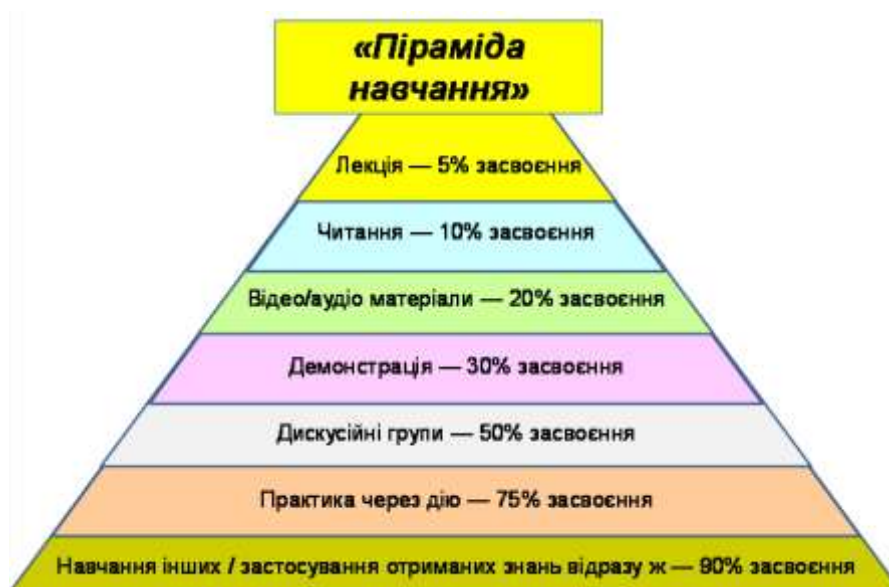 «Піраміда
навчання»
Лекція — 5% засвоєння
Читання — 10% засвоєння
Відео/аудіо матеріали — 20% засвоєння
Демонстрація — 30% засвоєння
Дискусійні групи — 50% засвоєння
Практика через дію — 75% засвоєння
Навчання інших / застосування отриманих знань відразу ж — 90% засвоєння